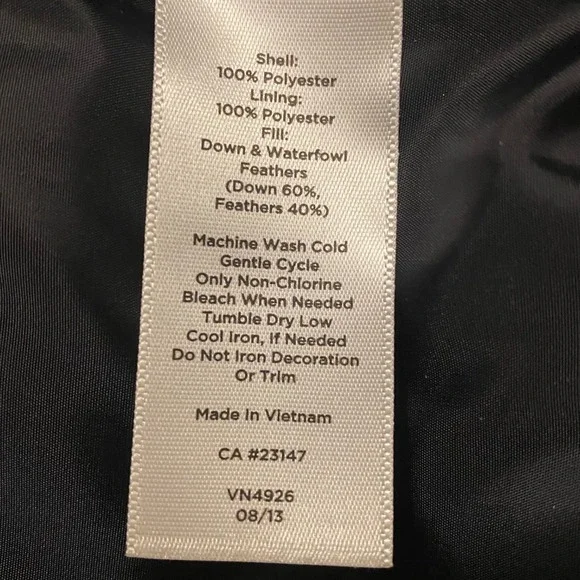 Shell:
100% Polyester
Lining:
100% Polyester
Fill:
Down & Waterfowl
Feathers
(Down 60%,
Feathers 40%)
Machine Wash Cold
Gentle Cycle
Only Non-Chlorine
Bleach When Needed
Tumble Dry Low
Cool Iron, If Needed
Do Not Iron Decoration
Or Trim
Made In Vietnam
CA #23147
VN4926
08/13